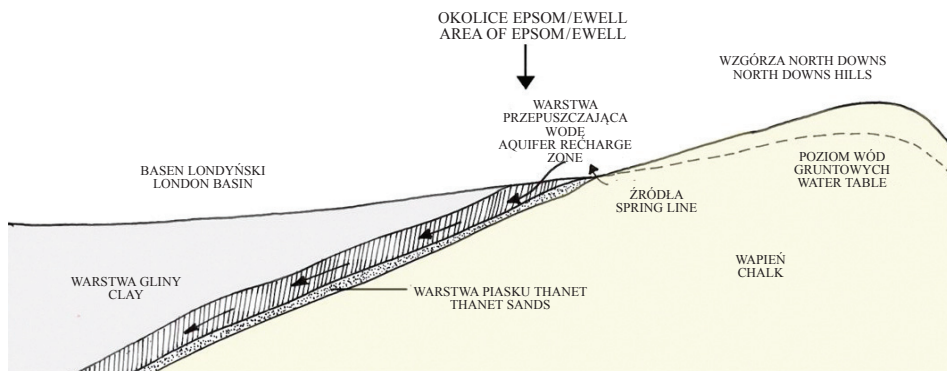 OKOLICE EPSOM/EWELL
AREA OF EPSOM/EWELL
WZGÓRZA NORTH DOWNS
NORTH DOWNS HILLS
WARSTWA
PRZEPUSZCZAJĄCA
WODĘ
AQUIFER RECHARGE
ZONE
BASEN LONDYŃSKI
LONDON BASIN
POZIOM WÓD
GRUNTOWYCH
WATER TABLE
ŹRÓDŁA
SPRING LINE
WAPIEŃ
CHALK
WARSTWA GLINY
CLAY
WARSTWA PIASKU THANET
THANET SANDS